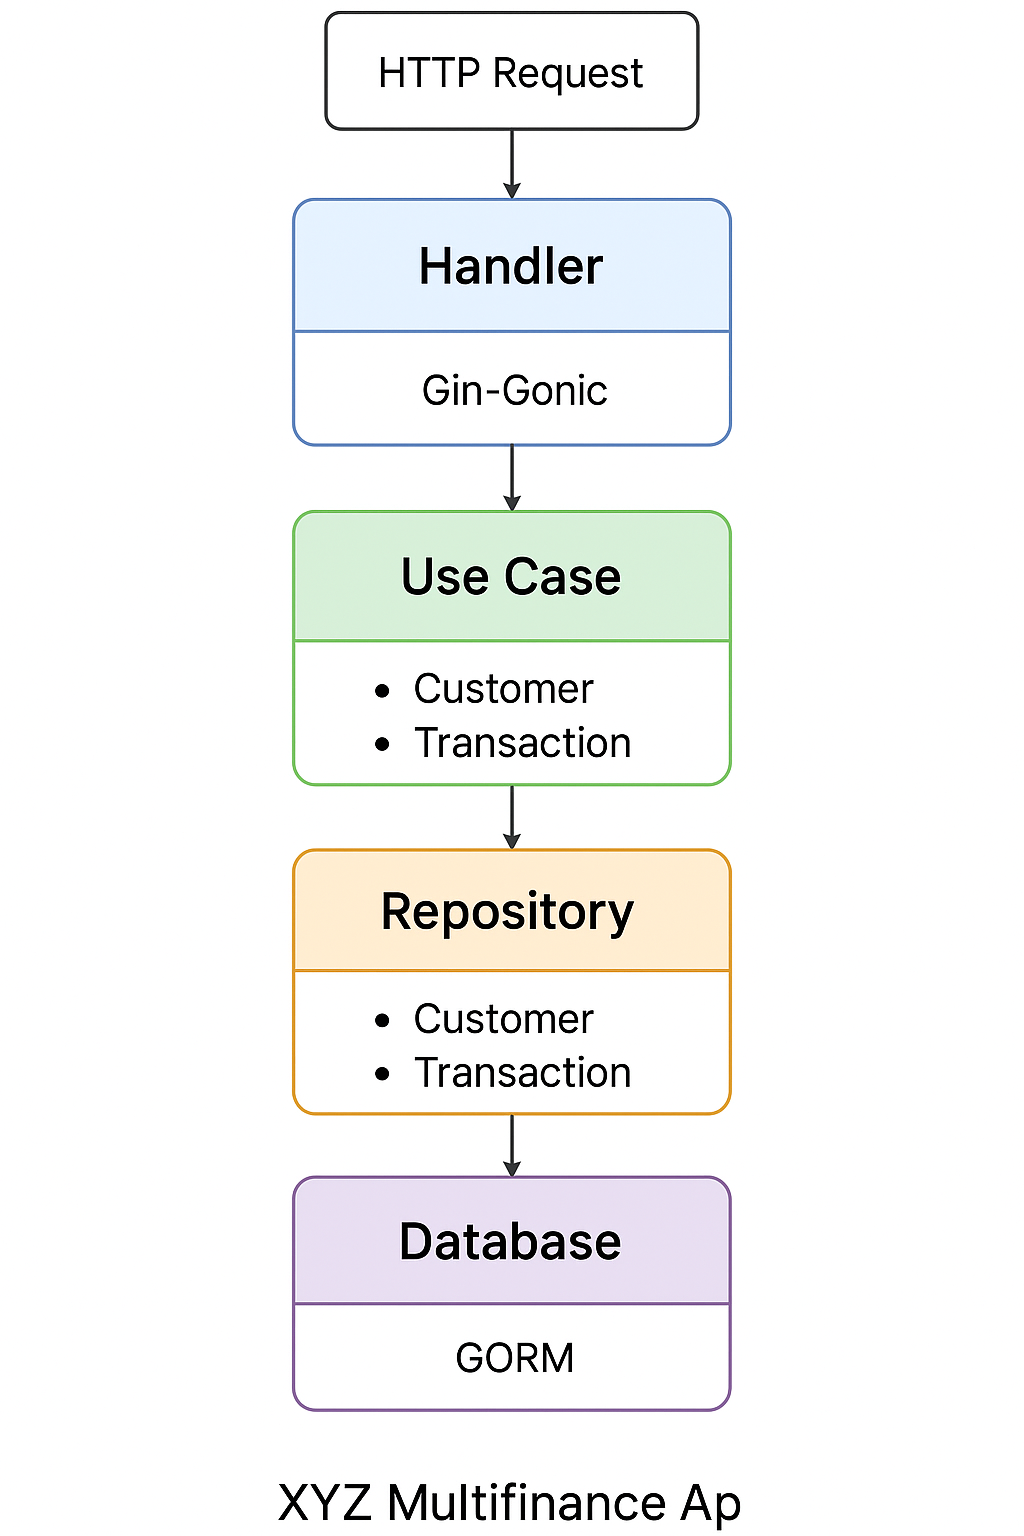 HTTP Request
Handler
Gin-Gonic
Use Case
• Customer
• Transaction
Repository
• Customer
• Transaction
Database
GORM
XYZ Multifinance Ap